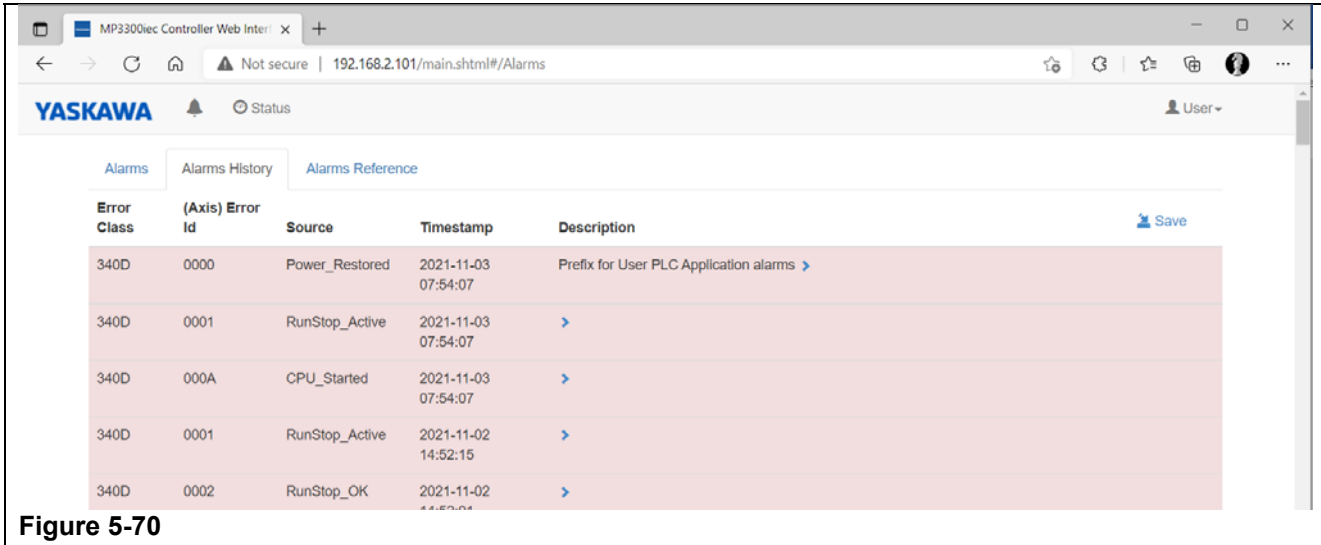 MP3300iec Controller Web Inter
Not secure | 192.168.2.101/main.shtml#/Alarms
YASKAWA Status User
Alarms Alarms History Alarms Reference
Error Class (Axis) Error Id Source Timestamp Description Save
340D 0000 Power_Restored 2021-11-03 Prefix for User PLC Application alarms
07:54:07
340D 0001 RunStop_Active 2021-11-03
07:54:07
340D 000A CPU_Started 2021-11-03
07:54:07
340D 0001 RunStop_Active 2021-11-02
14:52:15
340D 0002 RunStop_OK 2021-11-02
Figure 5-70